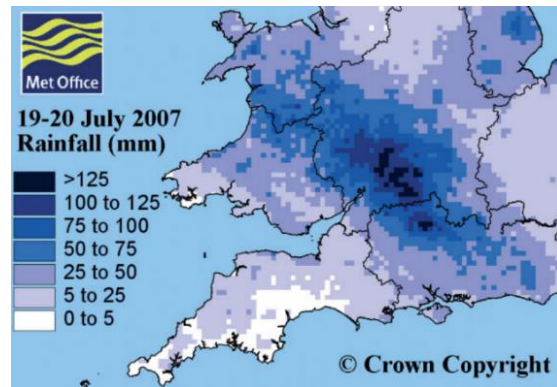 Met Office
19-20 July 2007
Rainfall (mm)
>125
100 to 125
75 to 100
50 to 75
25 to 50
5 to 25
0 to 5
© Crown Copyright